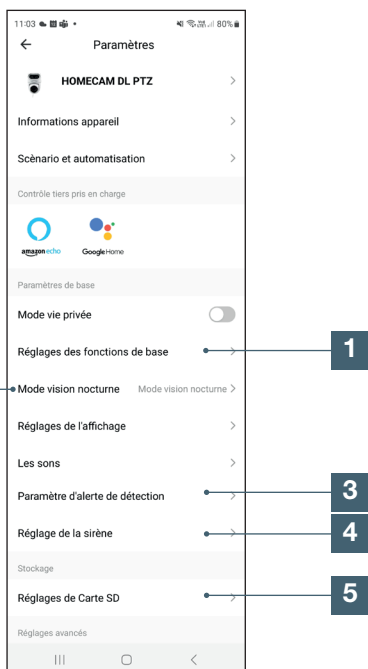 11:03 80%
Paramètres
HOMECAM DL PTZ
Informations appareil
Scènario et automatisation
Contrôle tiers pris en charge
amazon echo Google Home
Paramètres de base
Mode vie privée
Réglages des fonctions de base 1
Mode vision nocturne Mode vision nocturne
Réglages de l'affichage
Les sons
Paramètre d'alerte de détection 3
Réglage de la sirène 4
Stockage
Réglages de Carte SD 5
Réglages avancés